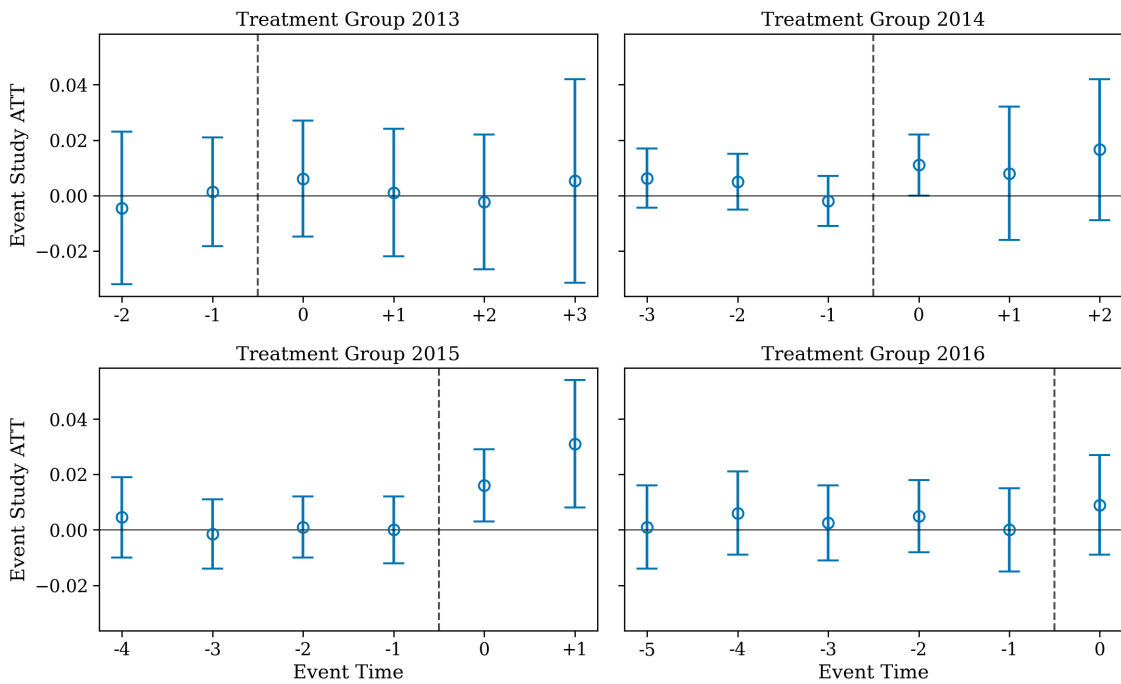 Treatment Group 2013
Treatment Group 2014
Event Study ATT
0.04
0.02
0.00
−0.02
-2 -1 0 +1 +2 +3
-3 -2 -1 0 +1 +2
Treatment Group 2015
Treatment Group 2016
Event Study ATT
0.04
0.02
0.00
−0.02
-4 -3 -2 -1 0 +1
Event Time
-5 -4 -3 -2 -1 0
Event Time